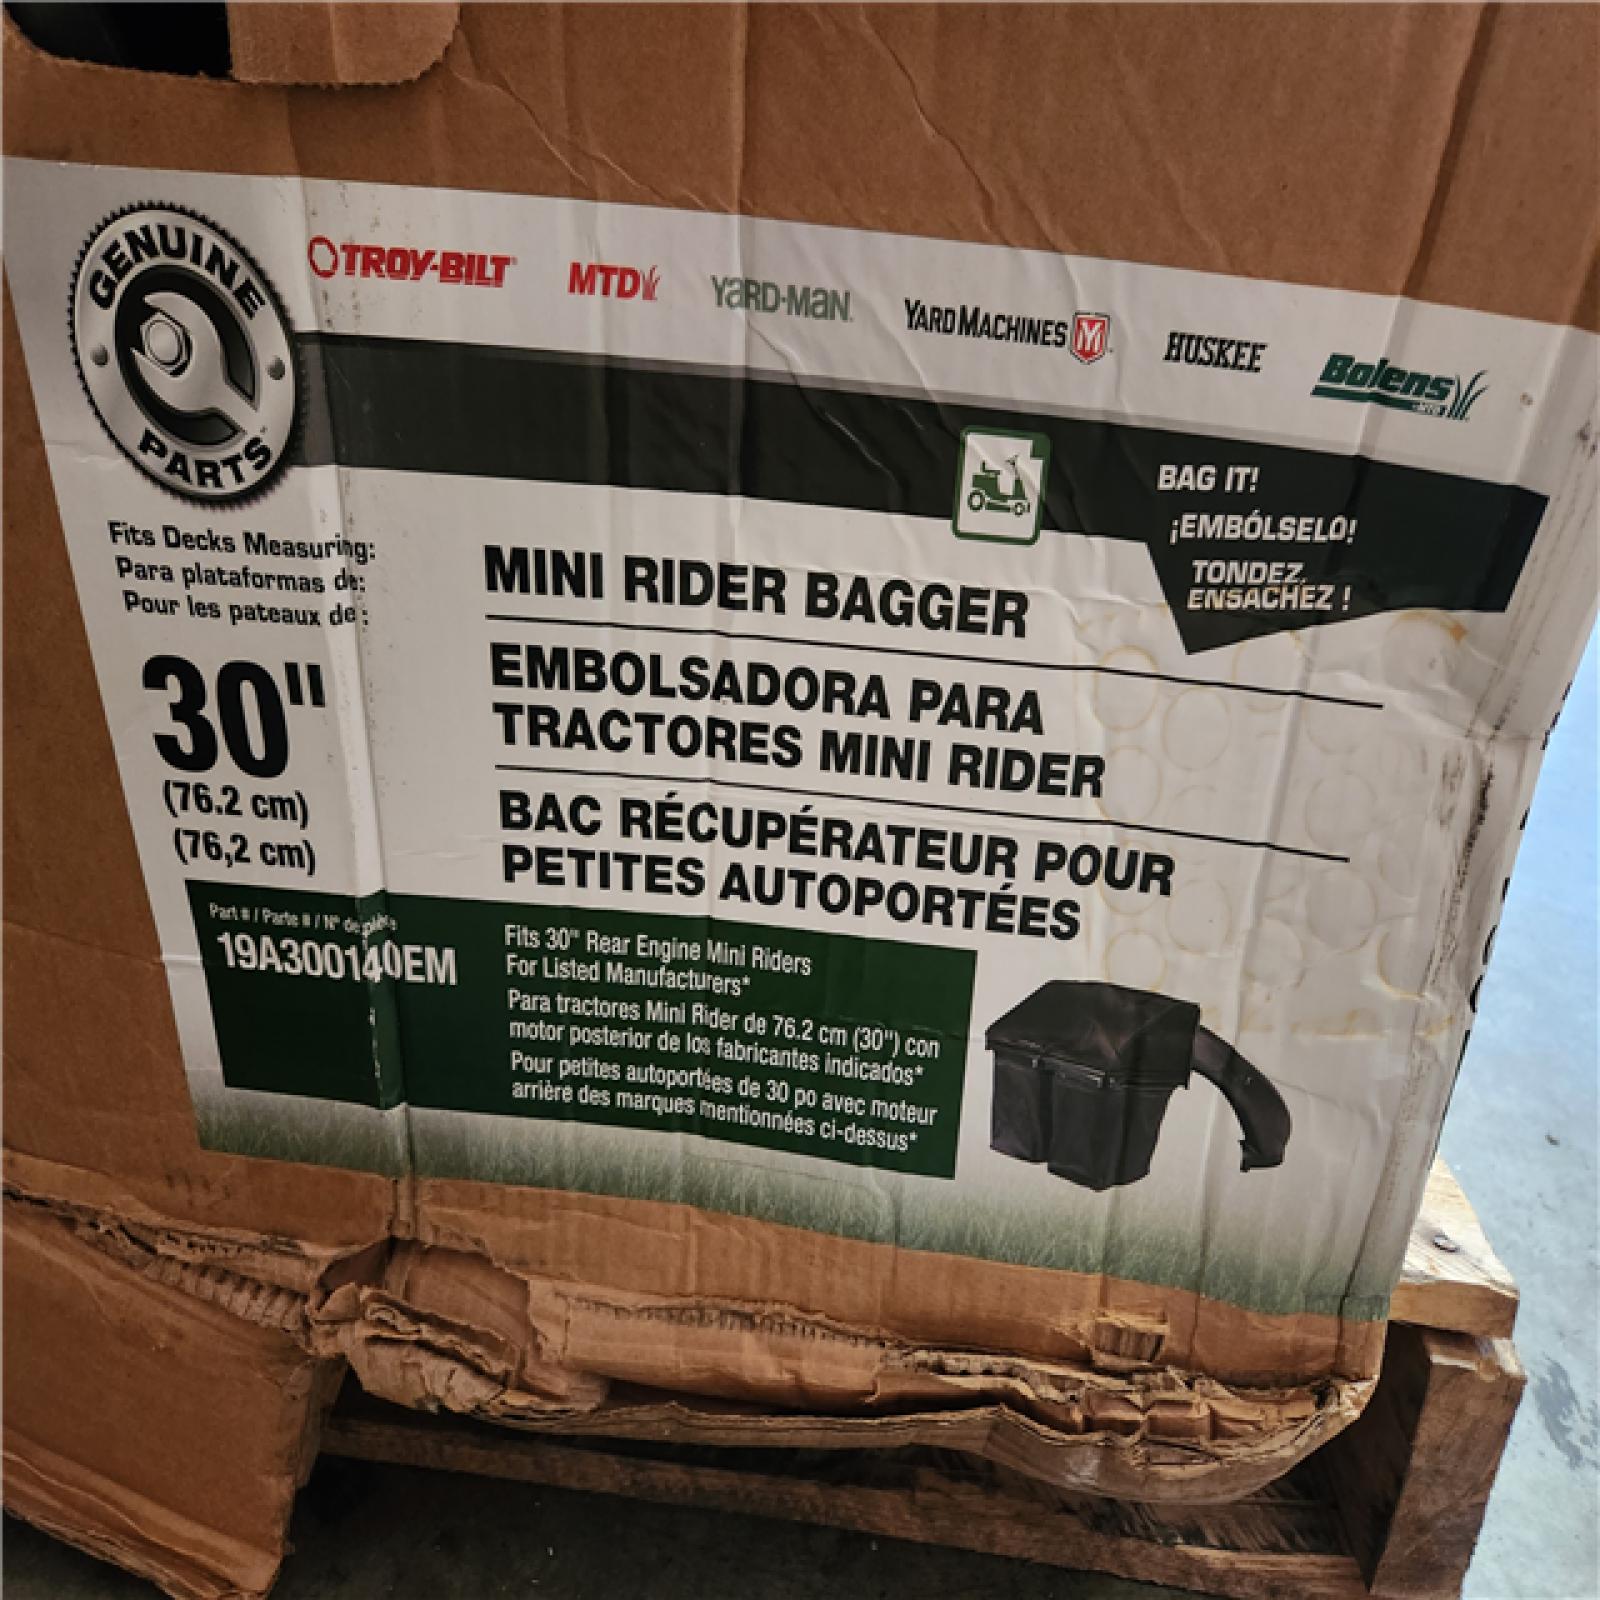 GENUINE
PARTS
TROY-BILT
MTD
YARD-MAN
YARD MACHINES
HUSKEE
Bolens
BAG IT!
¡EMBÓLSELO!
TONDEZ,
ENSACHEZ !
Fits Decks Measuring:
Para plataformas de:
Pour les pateaux de :
30"
(76.2 cm)
(76,2 cm)
MINI RIDER BAGGER
EMBOLSADORA PARA
TRACTORES MINI RIDER
BAC RÉCUPÉRATEUR POUR
PETITES AUTOPORTÉES
Part # / Parte # / Nº de pièce
19A300140EM
Fits 30" Rear Engine Mini Riders
For Listed Manufacturers*
Para tractores Mini Rider de 76.2 cm (30") con
motor posterior de los fabricantes indicados*
Pour petites autoportées de 30 po avec moteur
arrière des marques mentionnées ci-dessus*